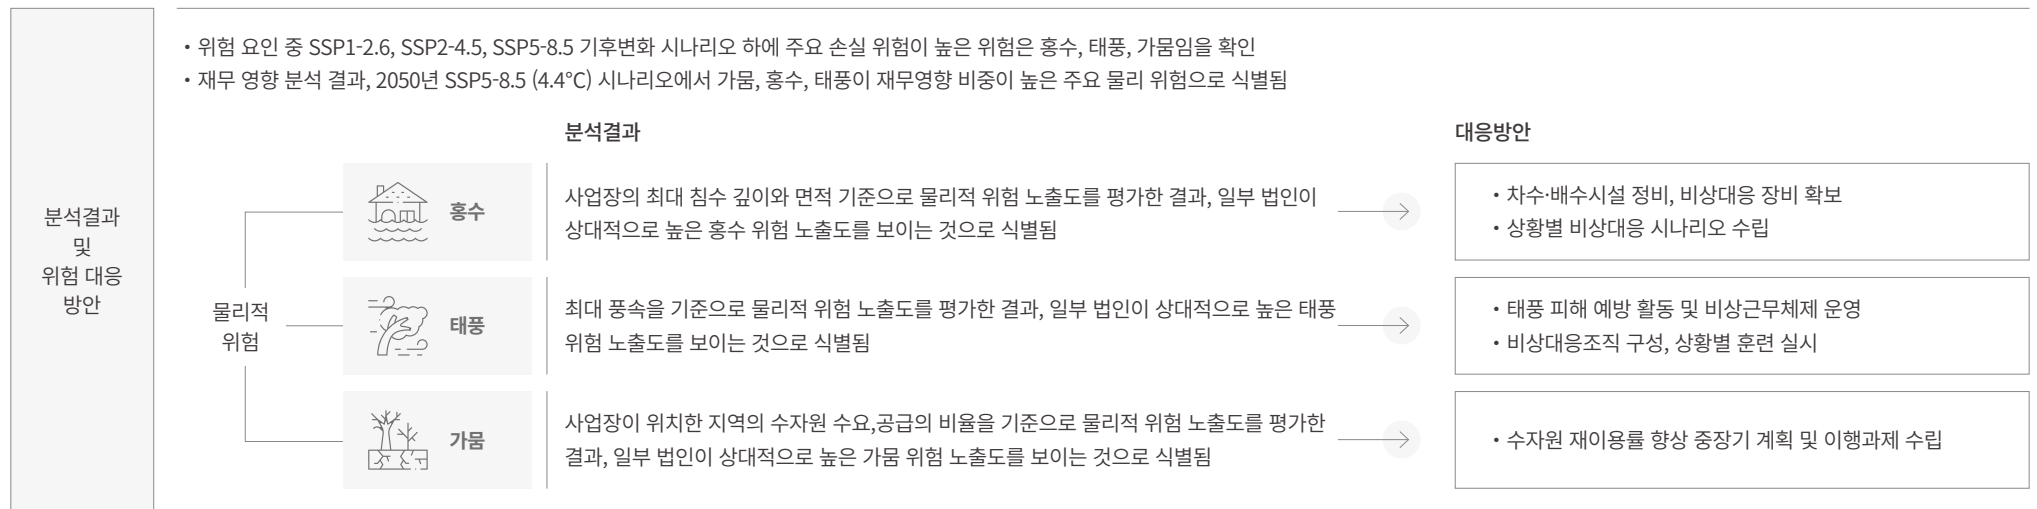 분석결과
및
위험 대응
방안
• 위험 요인 중 SSP1-2.6, SSP2-4.5, SSP5-8.5 기후변화 시나리오 하에 주요 손실 위험이 높은 위험은 홍수, 태풍, 가뭄임을 확인
• 재무 영향 분석 결과, 2050년 SSP5-8.5 (4.4℃) 시나리오에서 가뭄, 홍수, 태풍이 재무영향 비중이 높은 주요 물리 위험으로 식별됨
분석결과
대응방안
물리적
위험
홍수
사업장의 최대 침수 깊이와 면적 기준으로 물리적 위험 노출도를 평가한 결과, 일부 법인이
상대적으로 높은 홍수 위험 노출도를 보이는 것으로 식별됨
• 차수·배수시설 정비, 비상대응 장비 확보
• 상황별 비상대응 시나리오 수립
태풍
최대 풍속을 기준으로 물리적 위험 노출도를 평가한 결과, 일부 법인이 상대적으로 높은 태풍
위험 노출도를 보이는 것으로 식별됨
• 태풍 피해 예방 활동 및 비상근무체제 운영
• 비상대응조직 구성, 상황별 훈련 실시
가뭄
사업장이 위치한 지역의 수자원 수요,공급의 비율을 기준으로 물리적 위험 노출도를 평가한
결과, 일부 법인이 상대적으로 높은 가뭄 위험 노출도를 보이는 것으로 식별됨
• 수자원 재이용률 향상 중장기 계획 및 이행과제 수립